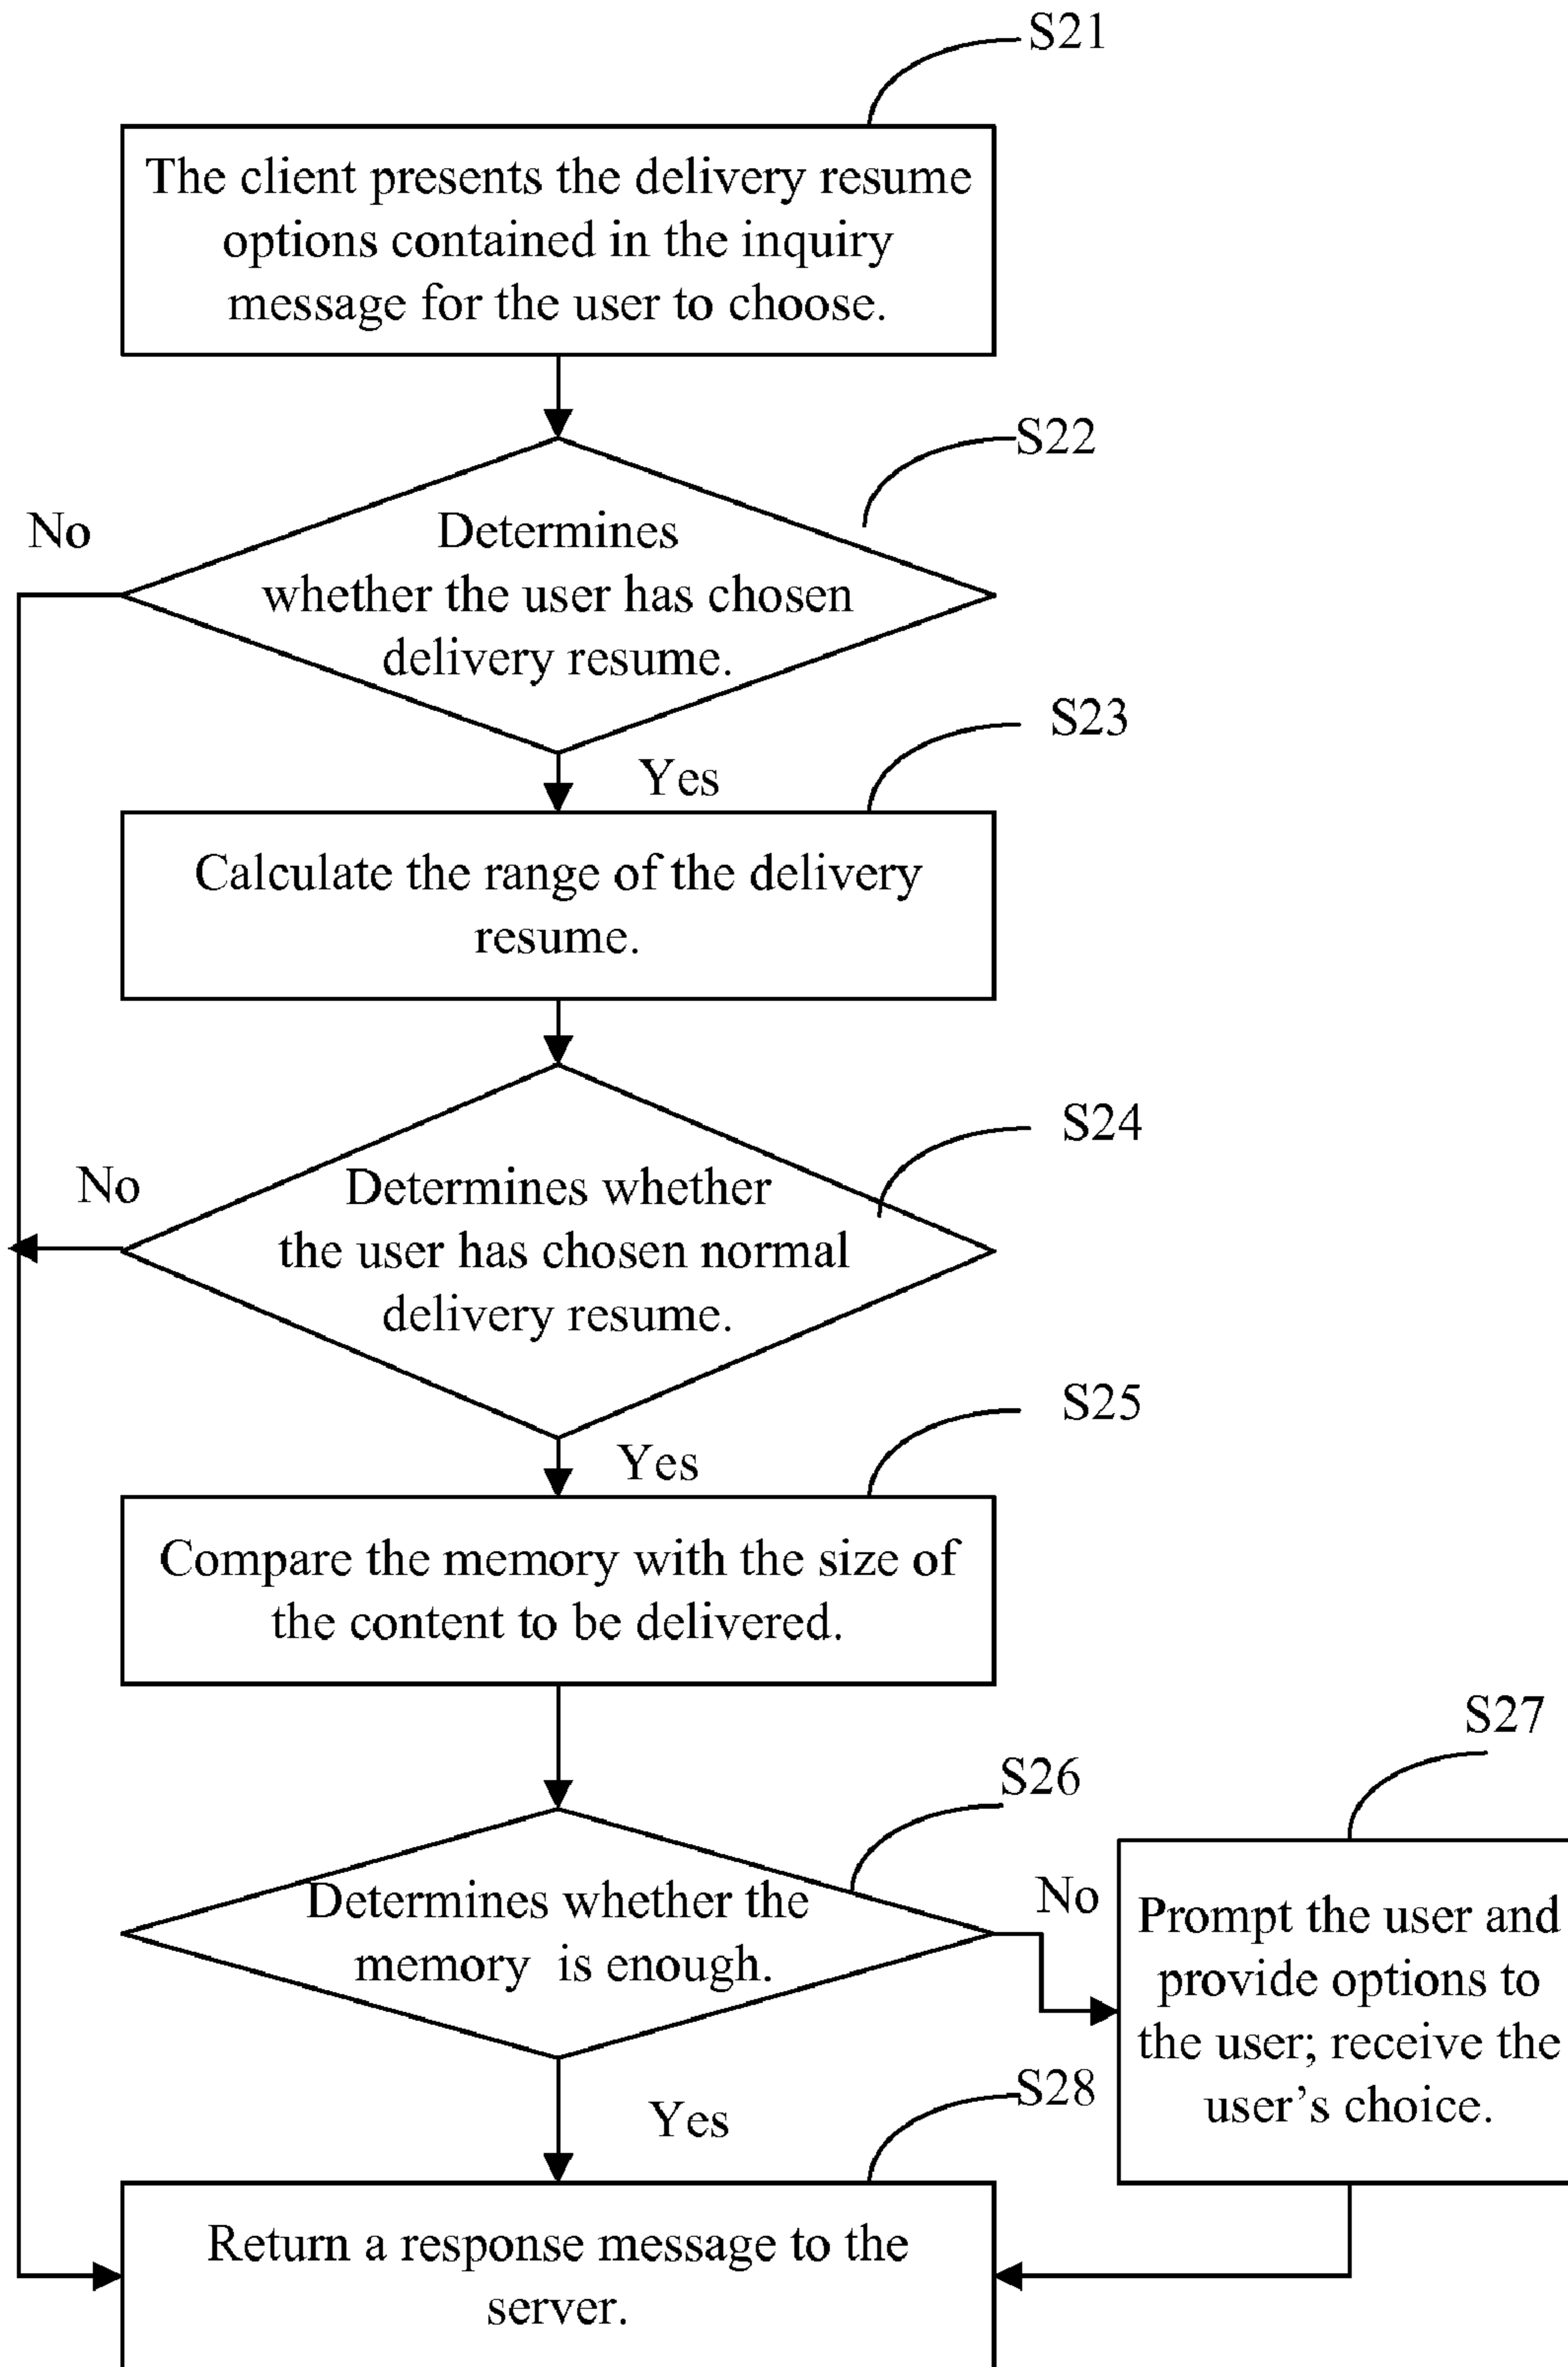 S21
The client presents the delivery resume
options contained in the inquiry
message for the user to choose.
S22
No
Determines
whether the user has chosen
delivery resume.
S23
Yes
Calculate the range of the delivery
resume.
S24
No
Determines whether
the user has chosen normal
delivery resume.
S25
Yes
Compare the memory with the size of
the content to be delivered.
S27
S26
Determines whether the
memory is enough.
No
Prompt the user and
provide options to
the user; receive the
user’s choice.
S28
Yes
Return a response message to the
server.